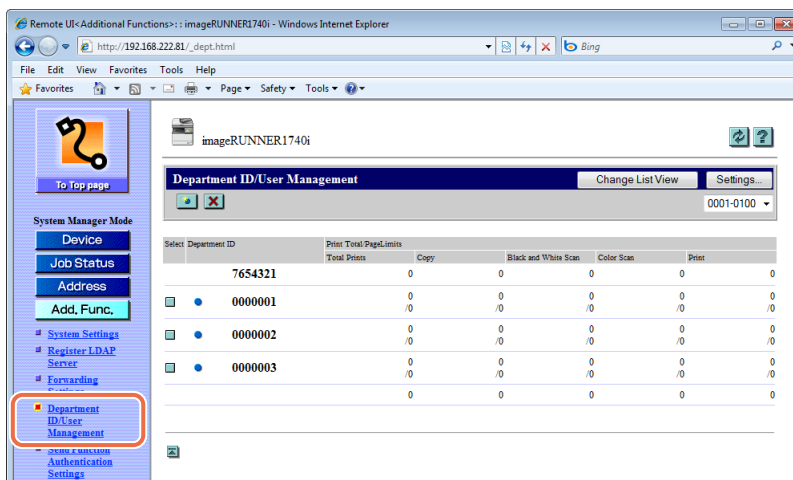 Remote UI<Additional Functions>: : imageRUNNER1740i - Windows Internet Explorer
http://192.168.222.81/_dept.html
Bing
File Edit View Favorites Tools Help
Favorites Page Safety Tools
To Top page
imageRUNNER1740i
Department ID/User Management Change List View Settings...
0001-0100
System Manager Mode
Device
Job Status
Address
Add. Func.
System Settings
Register LDAP
Server
Forwarding
Settings
Department
ID/User
Management
Send Function
Authentication
Settings
Select Department ID Print Total/PageLimits
Total Prints Copy Black and White Scan Color Scan Print
7654321 0 0 0 0 0
0000001 0 0 0 0 0
/0 /0 /0 /0 /0
0000002 0 0 0 0 0
/0 /0 /0 /0 /0
0000003 0 0 0 0 0
/0 /0 /0 /0 /0
0 0 0 0 0